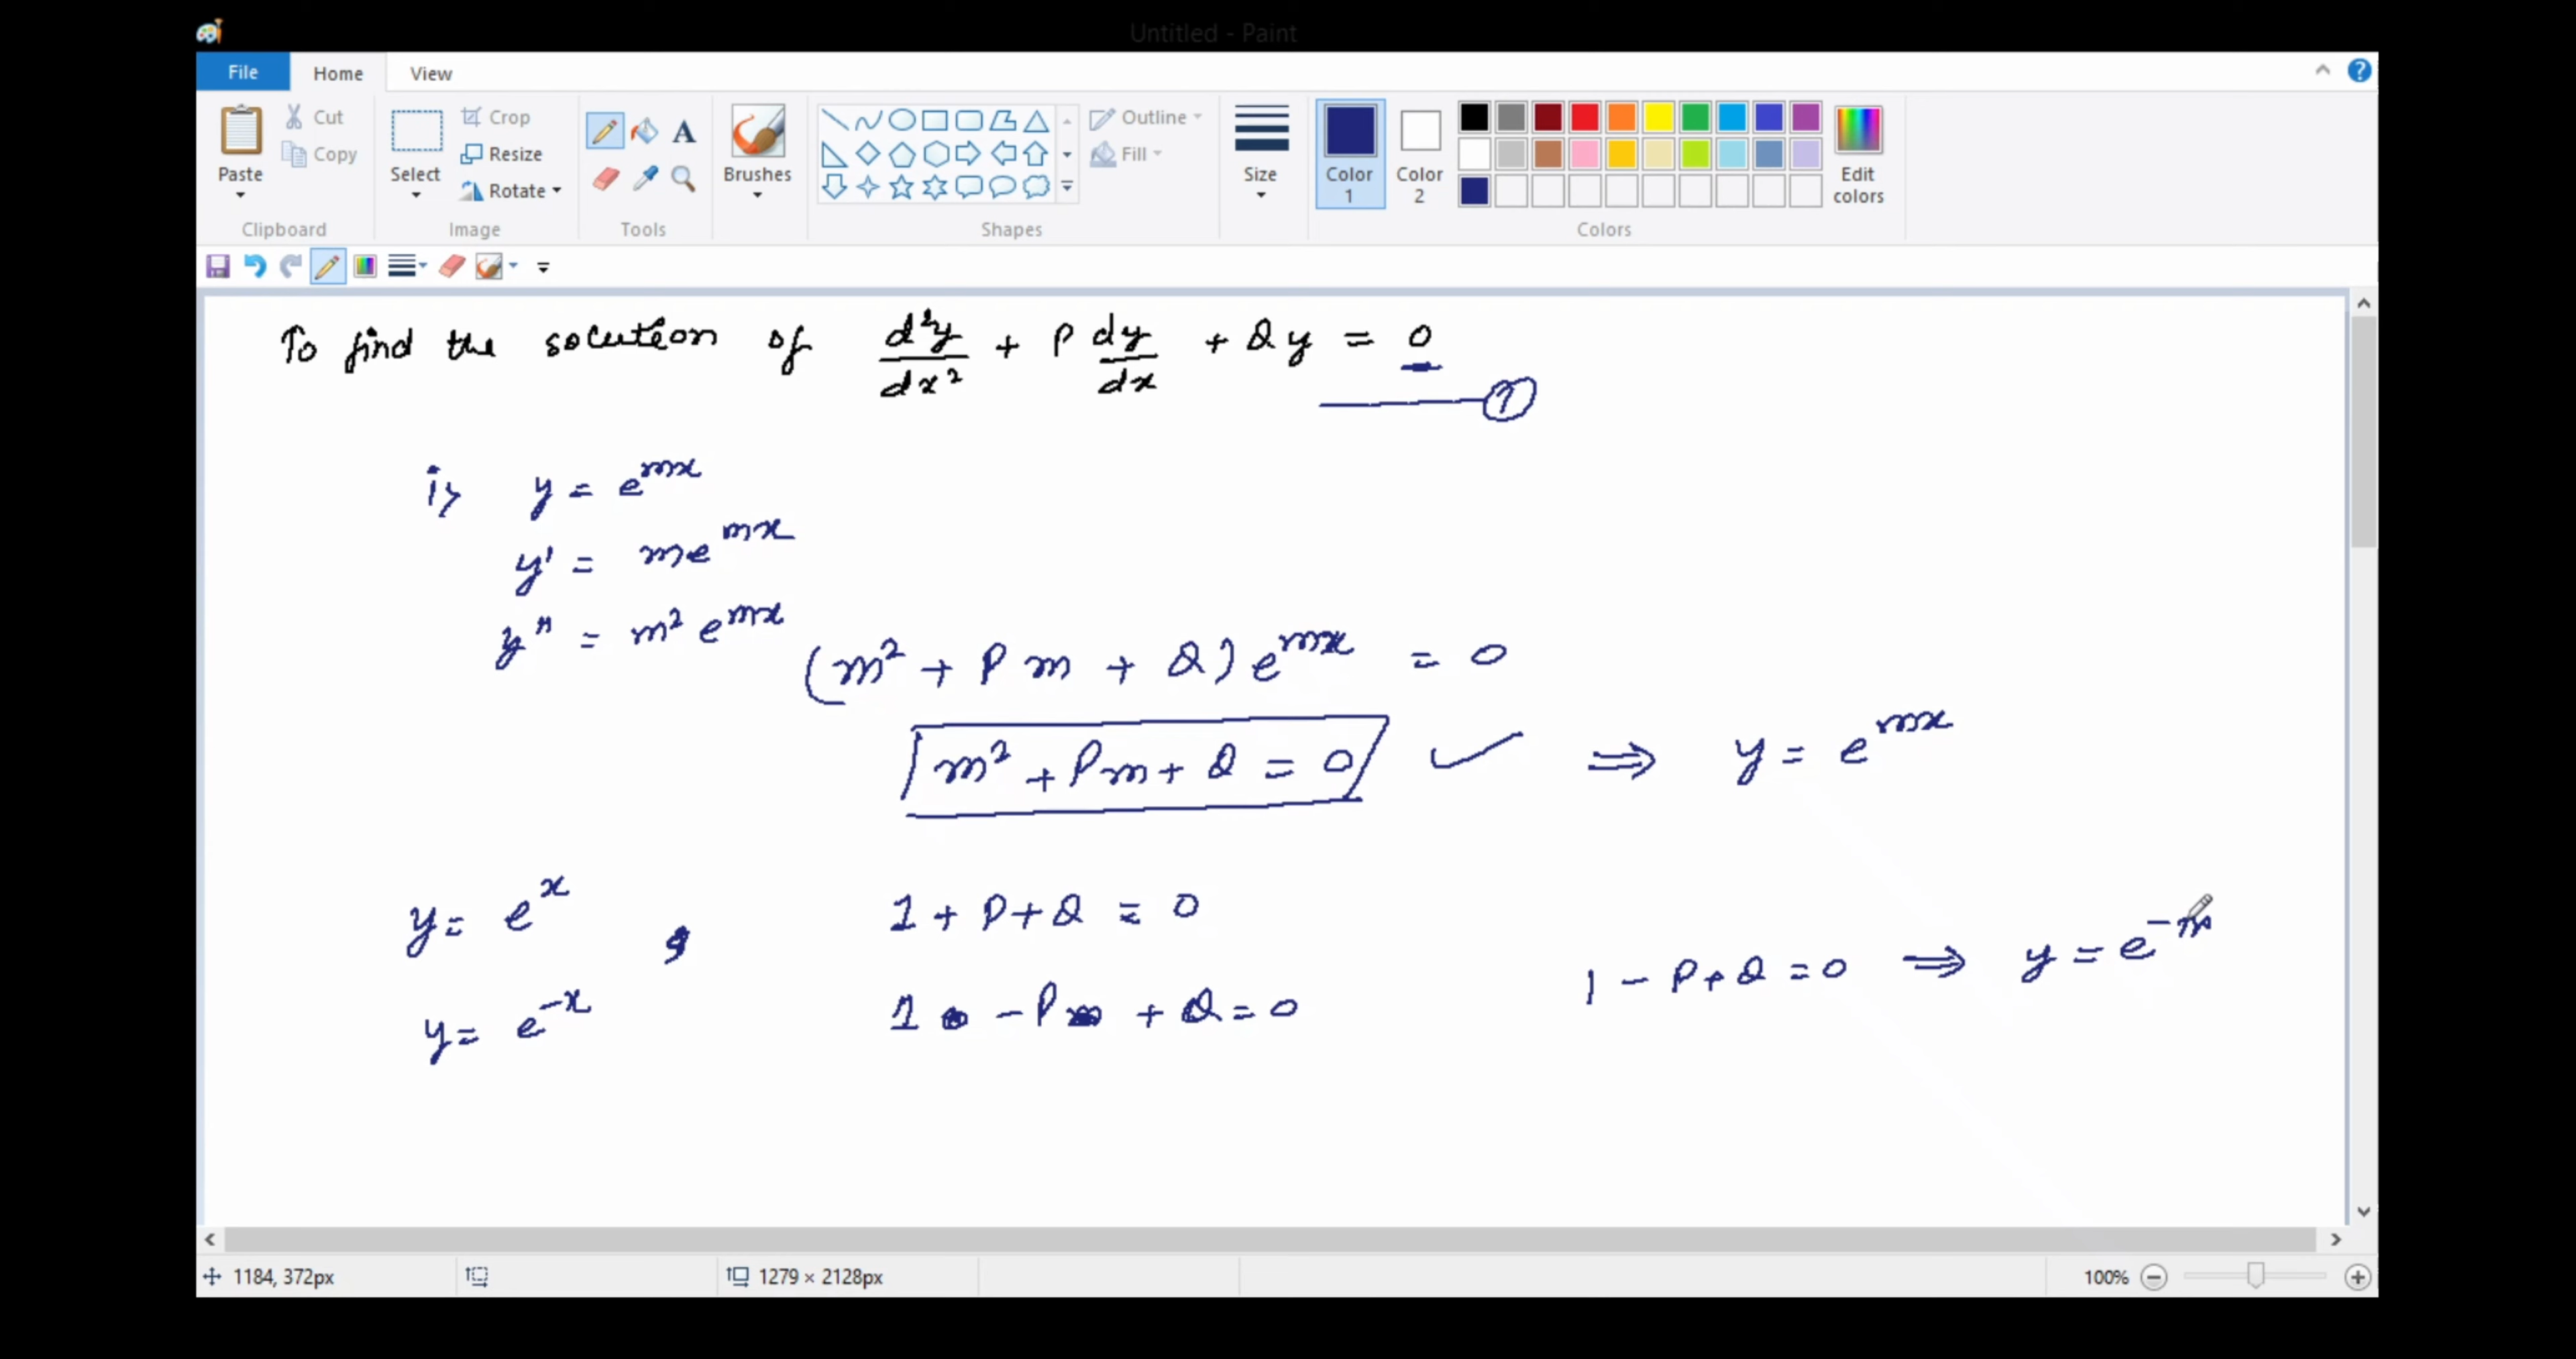 Untitled - Paint
File Home View
Paste Cut Copy Clipboard
Select Crop Resize Rotate Image
Tools
Brushes
Outline Fill Shapes
Size
Color 1 Color 2 Edit colors Colors
To find the solution of d²y/dx² + P dy/dx + Qy = 0
①
i> y = e^{mx}
y' = me^{mx}
y" = m² e^{mx}
(m² + Pm + Q) e^{mx} = 0
m² + Pm + Q = 0 ✓ ⇒ y = e^{mx}
y = e^x , 1 + P + Q = 0
1 - P + Q = 0 ⇒ y = e^-
y = e^{-x} 1 - P + Q = 0
1184, 372px 1279 × 2128px 100%